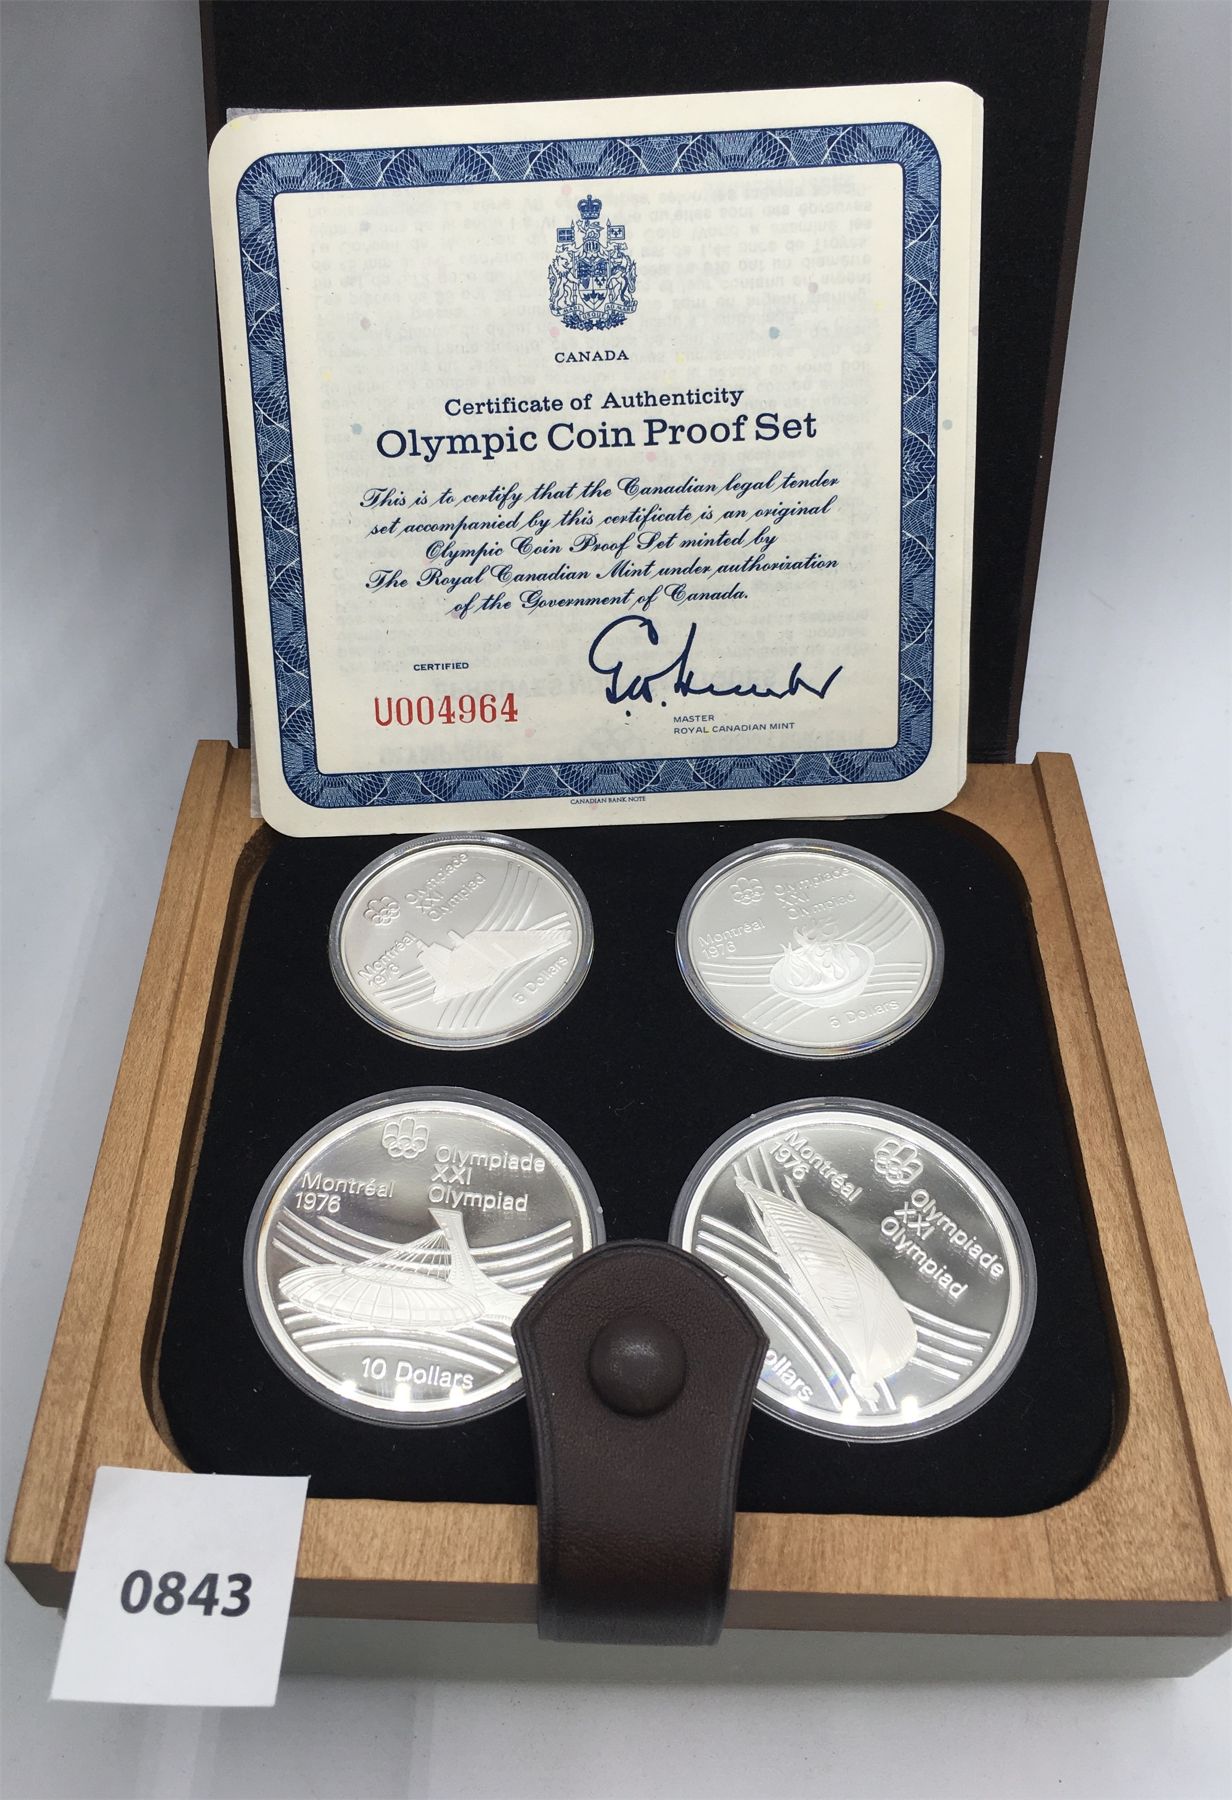 CANADA
Certificate of Authenticity
Olympic Coin Proof Set
This is to certify that the Canadian legal tender
set accompanied by this certificate is an original
Olympic Coin Proof Set minted by
The Royal Canadian Mint under authorization
of the Government of Canada.
CERTIFIED
U004964
MASTER
ROYAL CANADIAN MINT
CANADIAN BANK NOTE
Olympiade
XXI
Olympiad
Montréal
1976
5 Dollars
Olympiade
XXI
Olympiad
Montréal
1976
5 Dollars
Olympiade
XXI
Olympiad
Montréal
1976
10 Dollars
Montréal
1976
Olympiade
XXI
Olympiad
ollars
0843